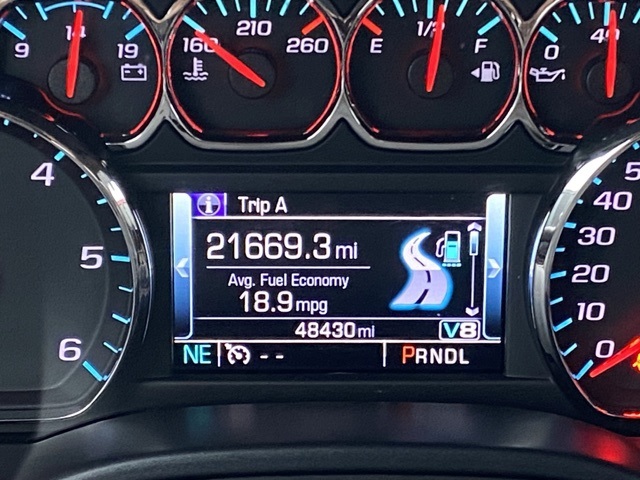 9 14 19
160 210 260
E 1/2 F
0 40
4
5
6
Trip A
21669.3 mi
Avg. Fuel Economy
18.9 mpg
48430 mi V8
NE -- PRNDL
5
40
30
20
10
0